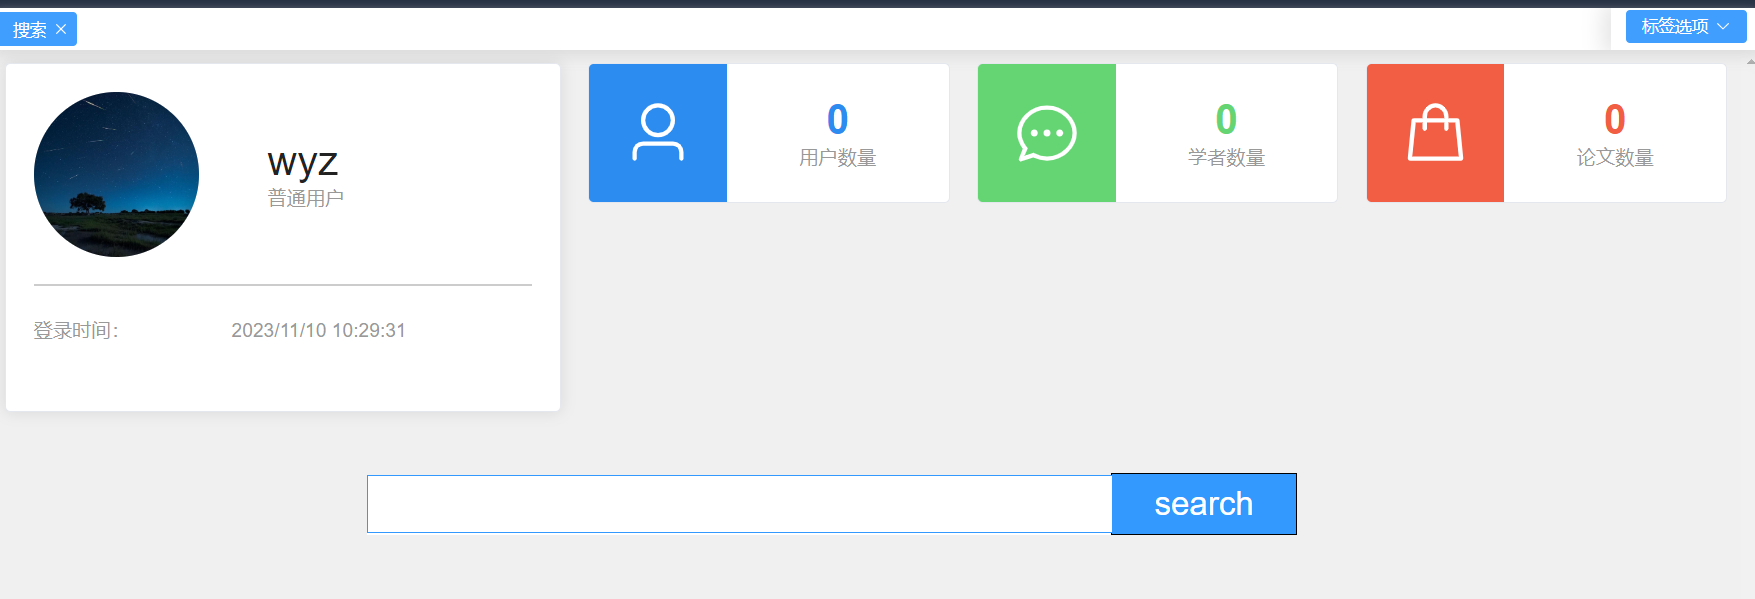 搜索
标签选项
wyz
普通用户
登录时间：
2023/11/10 10:29:31
0
用户数量
0
学者数量
0
论文数量
search